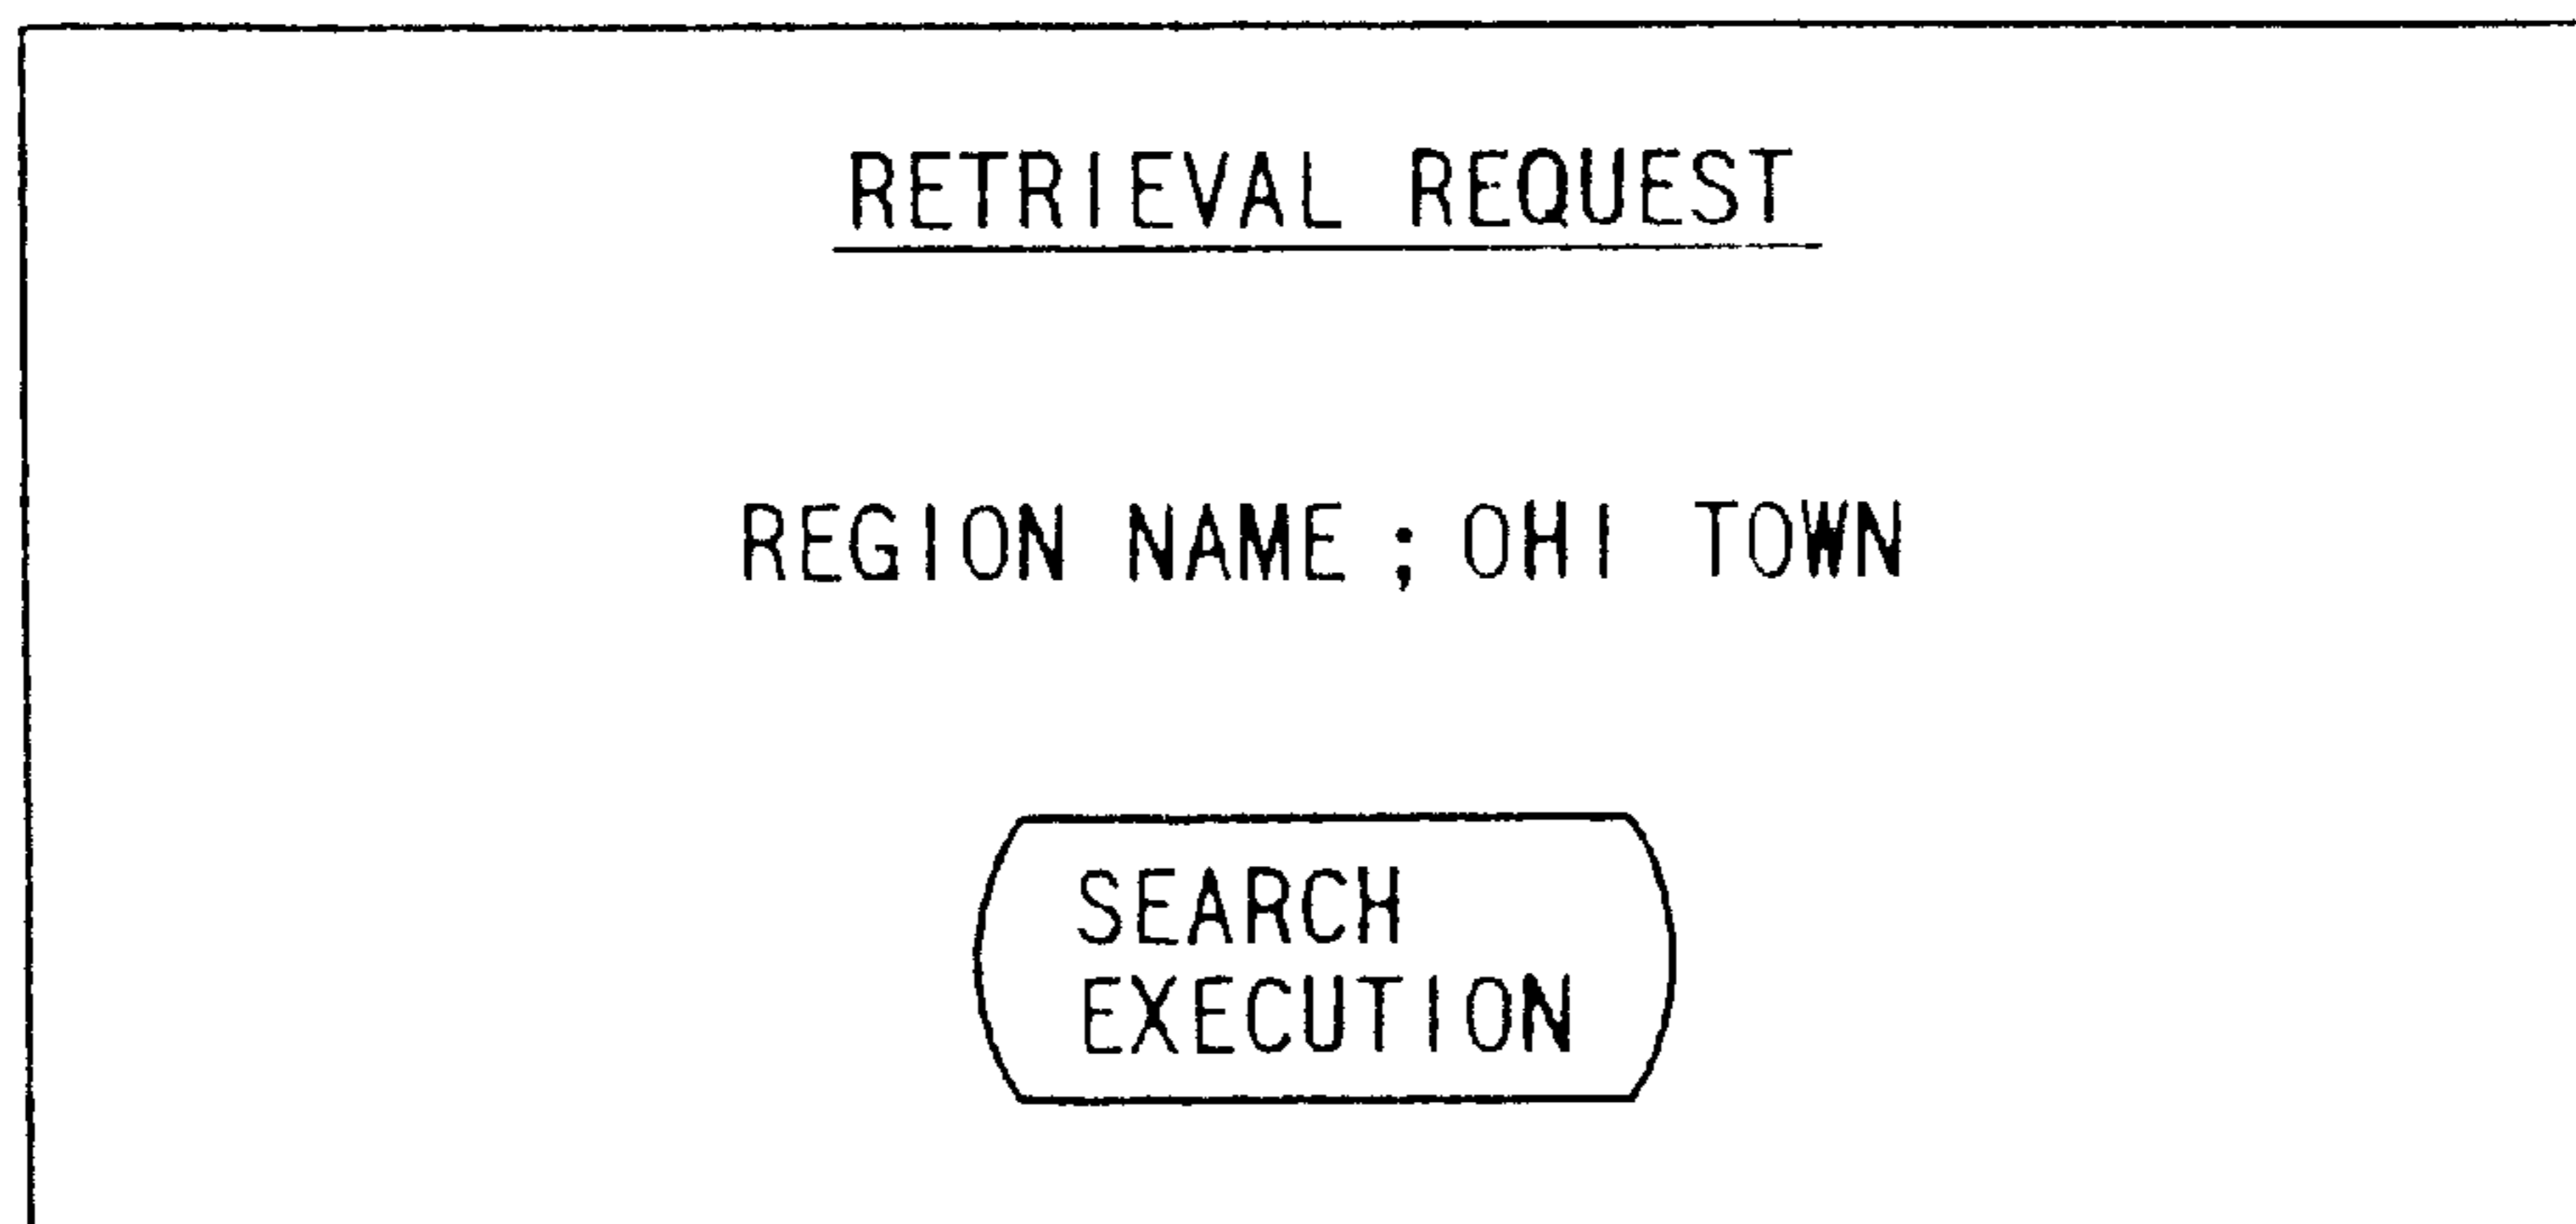 RETRIEVAL REQUEST
REGION NAME ; OHI TOWN
SEARCH
EXECUTION